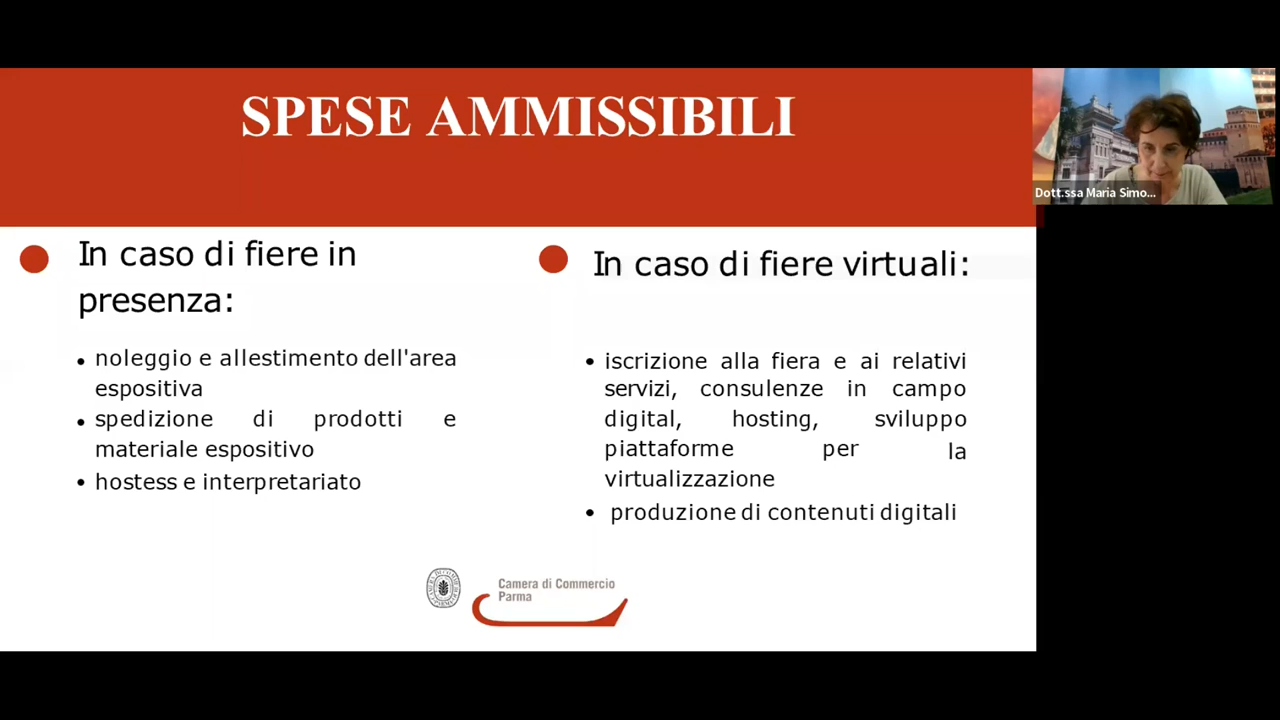 SPESE AMMISSIBILI
Dott.ssa Maria Simo...
In caso di fiere in
presenza:
noleggio e allestimento dell'area
espositiva
spedizione di prodotti e
materiale espositivo
hostess e interpretariato
In caso di fiere virtuali:
iscrizione alla fiera e ai relativi
servizi, consulenze in campo
digital, hosting, sviluppo
piattaforme per la
virtualizzazione
produzione di contenuti digitali
Camera di Commercio
Parma